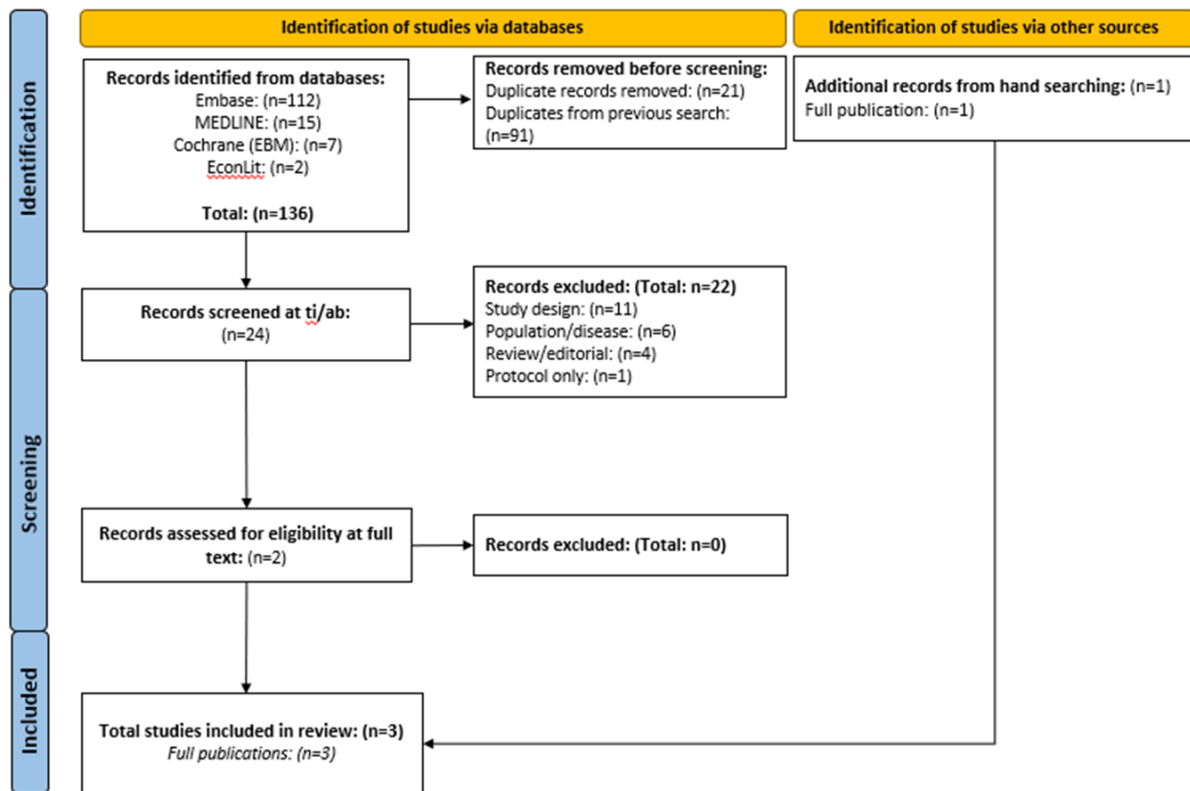 Identification of studies via databases
Identification of studies via other sources
Identification
Records identified from databases:
Embase: (n=112)
MEDLINE: (n=15)
Cochrane (EBM): (n=7)
EconLit: (n=2)
Total: (n=136)
Records removed before screening:
Duplicate records removed: (n=21)
Duplicates from previous search:
(n=91)
Additional records from hand searching: (n=1)
Full publication: (n=1)
Screening
Records screened at ti/ab:
(n=24)
Records excluded: (Total: n=22)
Study design: (n=11)
Population/disease: (n=6)
Review/editorial: (n=4)
Protocol only: (n=1)
Records assessed for eligibility at full
text: (n=2)
Records excluded: (Total: n=0)
Included
Total studies included in review: (n=3)
Full publications: (n=3)